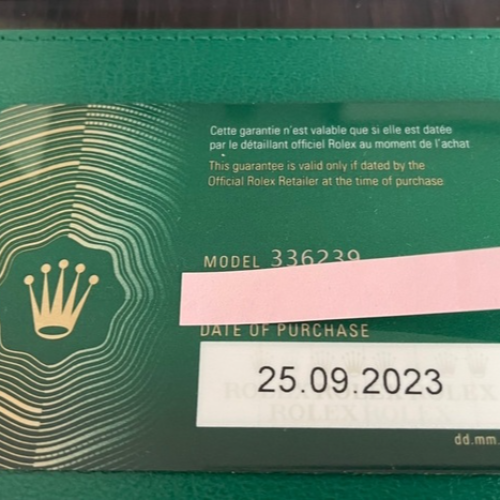 Cette garantie n'est valable que si elle est datée
par le détaillant officiel Rolex au moment de l'achat
This guarantee is valid only if dated by the
Official Rolex Retailer at the time of purchase
MODEL 336239
DATE OF PURCHASE
25.09.2023
ROLEX ROLEX
dd.mm.